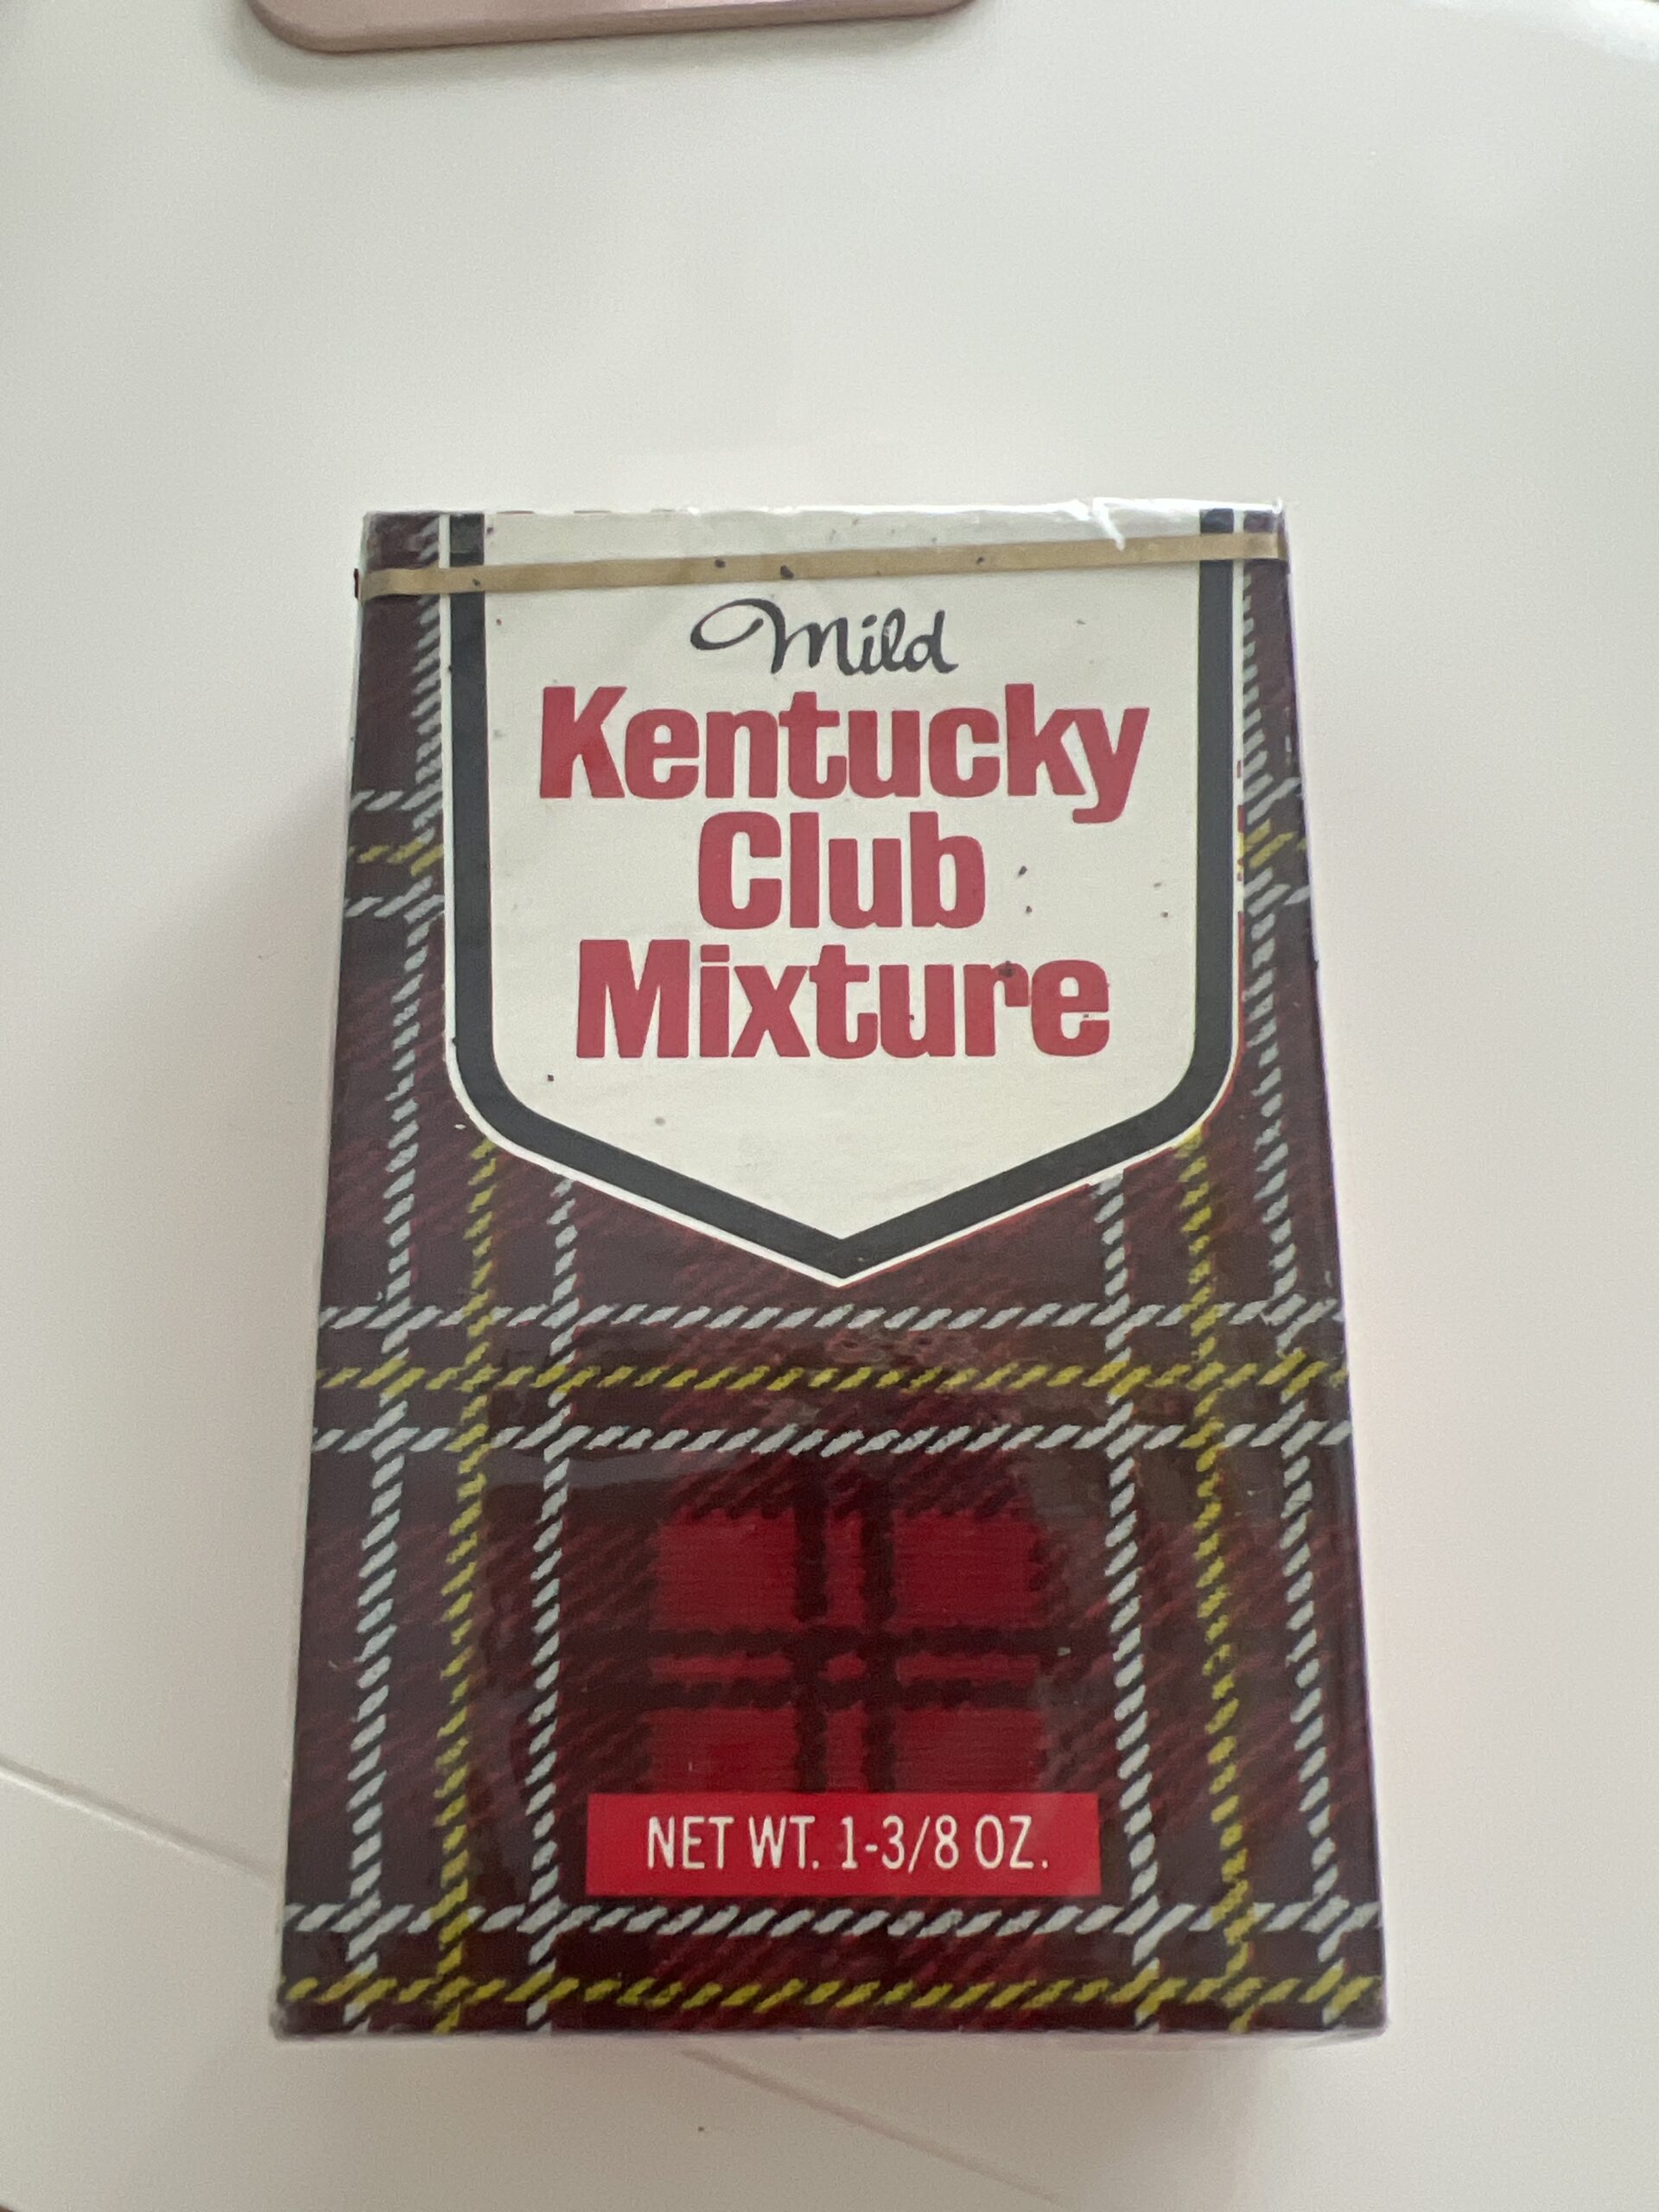 Mild
Kentucky
Club
Mixture
NET WT. 1-3/8 OZ.